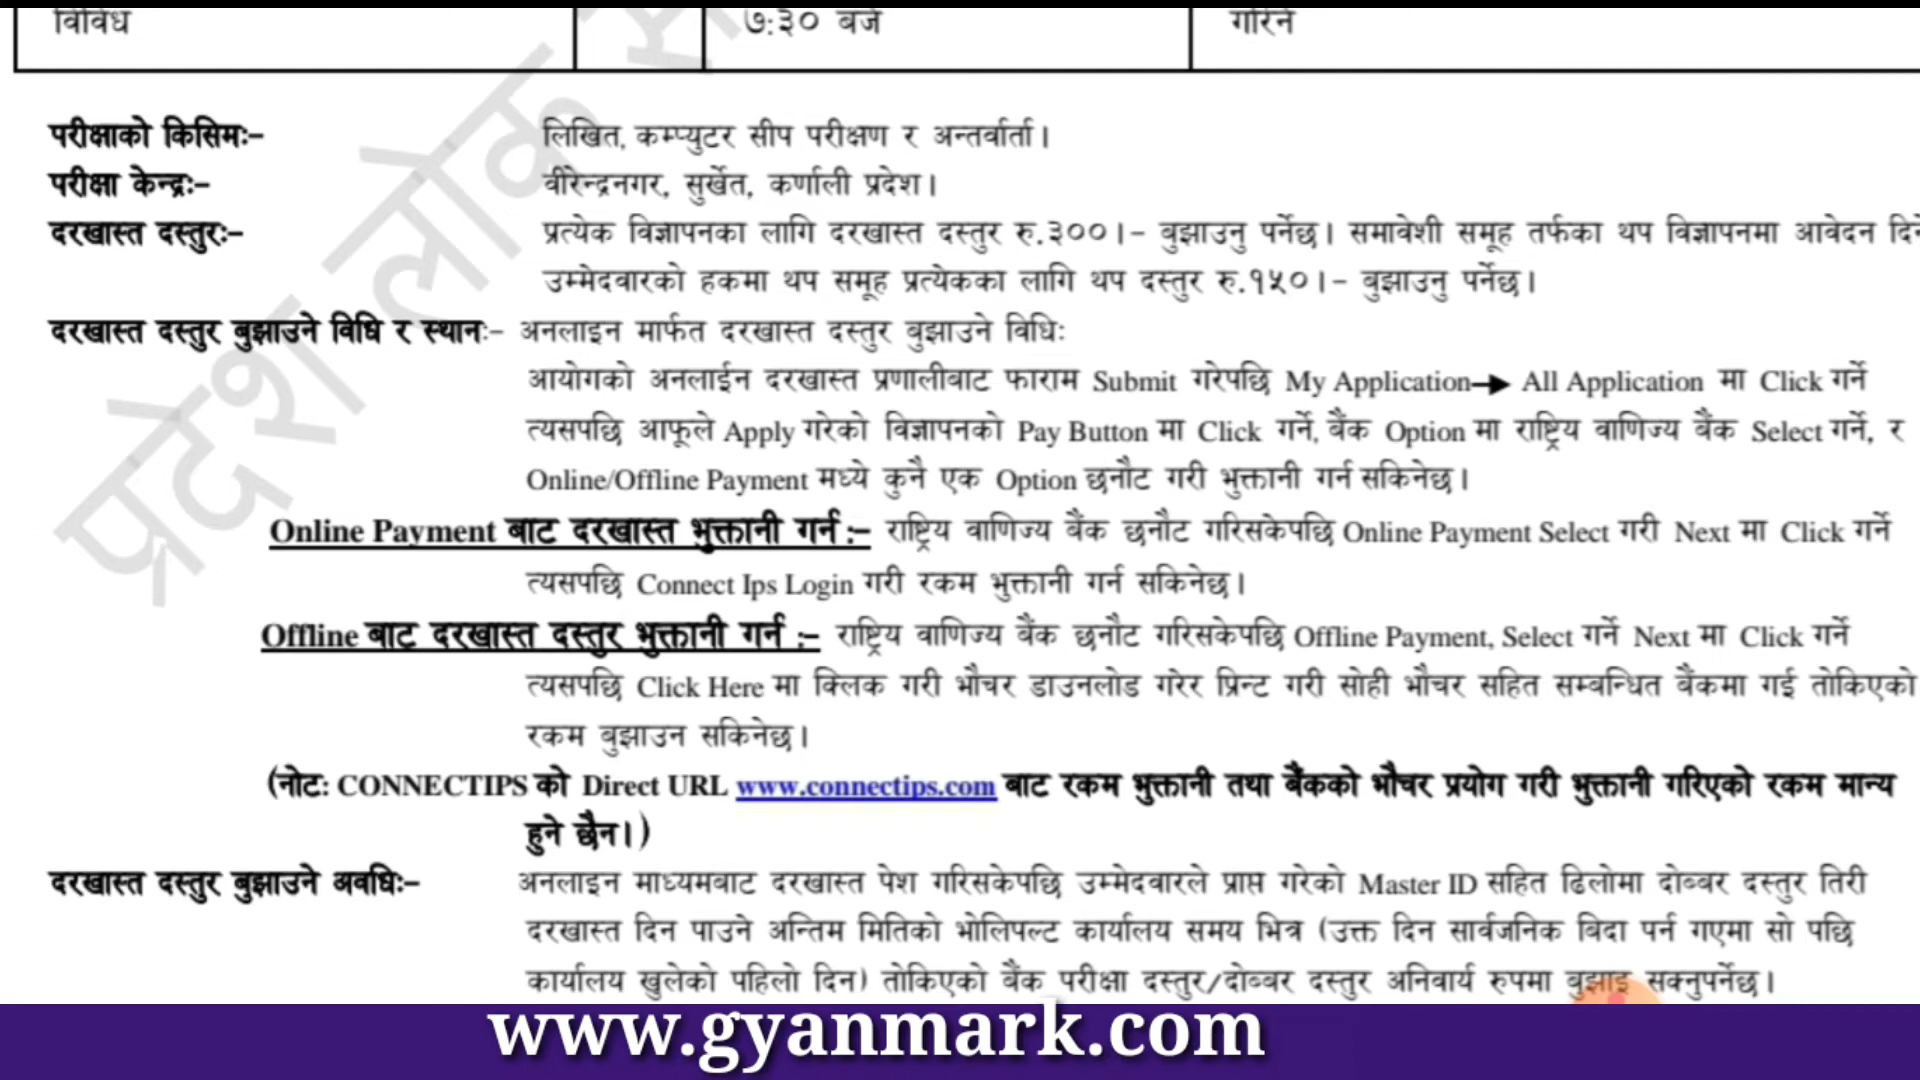 विविध ७:३० बजे गरिने
परीक्षाको किसिमः- लिखित, कम्प्युटर सीप परीक्षण र अन्तर्वार्ता।
परीक्षा केन्द्रः- वीरेन्द्रनगर, सुर्खेत, कर्णाली प्रदेश।
दरखास्त दस्तुरः- प्रत्येक विज्ञापनका लागि दरखास्त दस्तुर रु.३००।- बुझाउनु पर्नेछ। समावेशी समूह तर्फका थप विज्ञापनमा आवेदन दिने
उम्मेदवारको हकमा थप समूह प्रत्येकका लागि थप दस्तुर रु.१५०।- बुझाउनु पर्नेछ।
दरखास्त दस्तुर बुझाउने विधि र स्थानः- अनलाइन मार्फत दरखास्त दस्तुर बुझाउने विधिः
आयोगको अनलाईन दरखास्त प्रणालीबाट फाराम Submit गरेपछि My Application→ All Application मा Click गर्ने
त्यसपछि आफूले Apply गरेको विज्ञापनको Pay Button मा Click गर्ने, बैंक Option मा राष्ट्रिय वाणिज्य बैंक Select गर्ने, र
Online/Offline Payment मध्ये कुनै एक Option छनौट गरी भुक्तानी गर्न सकिनेछ।
Online Payment बाट दरखास्त भुक्तानी गर्न :- राष्ट्रिय वाणिज्य बैंक छनौट गरिसकेपछि Online Payment Select गरी Next मा Click गर्ने
त्यसपछि Connect Ips Login गरी रकम भुक्तानी गर्न सकिनेछ।
Offline बाट दरखास्त दस्तुर भुक्तानी गर्न :- राष्ट्रिय वाणिज्य बैंक छनौट गरिसकेपछि Offline Payment, Select गर्ने Next मा Click गर्ने
त्यसपछि Click Here मा क्लिक गरी भौचर डाउनलोड गरेर प्रिन्ट गरी सोही भौचर सहित सम्बन्धित बैंकमा गई तोकिएको
रकम बुझाउन सकिनेछ।
(नोट: CONNECTIPS को Direct URL www.connectips.com बाट रकम भुक्तानी तथा बैंकको भौचर प्रयोग गरी भुक्तानी गरिएको रकम मान्य
हुने छैन।)
दरखास्त दस्तुर बुझाउने अवधिः- अनलाइन माध्यमबाट दरखास्त पेश गरिसकेपछि उम्मेदवारले प्राप्त गरेको Master ID सहित ढिलोमा दोब्बर दस्तुर तिरी
दरखास्त दिन पाउने अन्तिम मितिको भोलिपल्ट कार्यालय समय भित्र (उक्त दिन सार्वजनिक बिदा पर्न गएमा सो पछि
कार्यालय खुलेको पहिलो दिन) तोकिएको बैंक परीक्षा दस्तुर/दोब्बर दस्तुर अनिवार्य रुपमा बुझाइ सक्नुपर्नेछ।
प्रदेश लोक
www.gyanmark.com